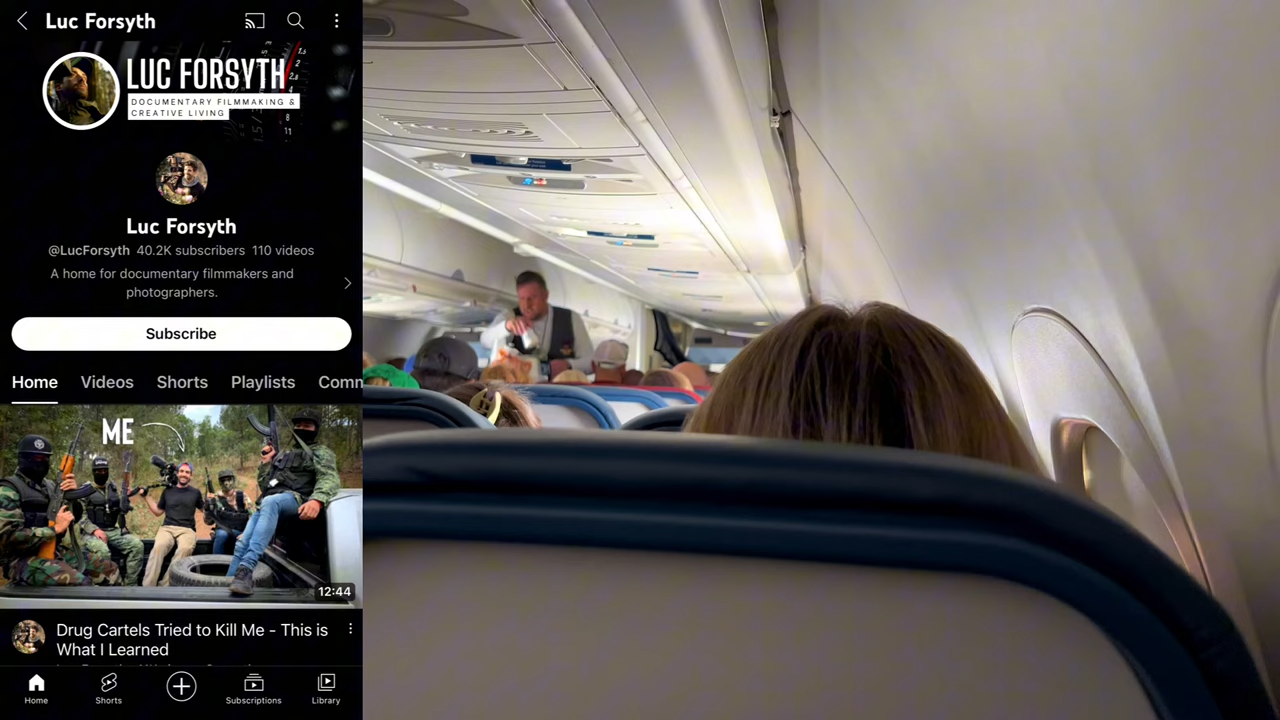 Luc Forsyth
LUC FORSYTH
DOCUMENTARY FILMMAKING &
CREATIVE LIVING
Luc Forsyth
@LucForsyth 40.2K subscribers 110 videos
A home for documentary filmmakers and
photographers.
Subscribe
Home Videos Shorts Playlists Comm
ME
12:44
Drug Cartels Tried to Kill Me - This is
What I Learned
Home Shorts Subscriptions Library